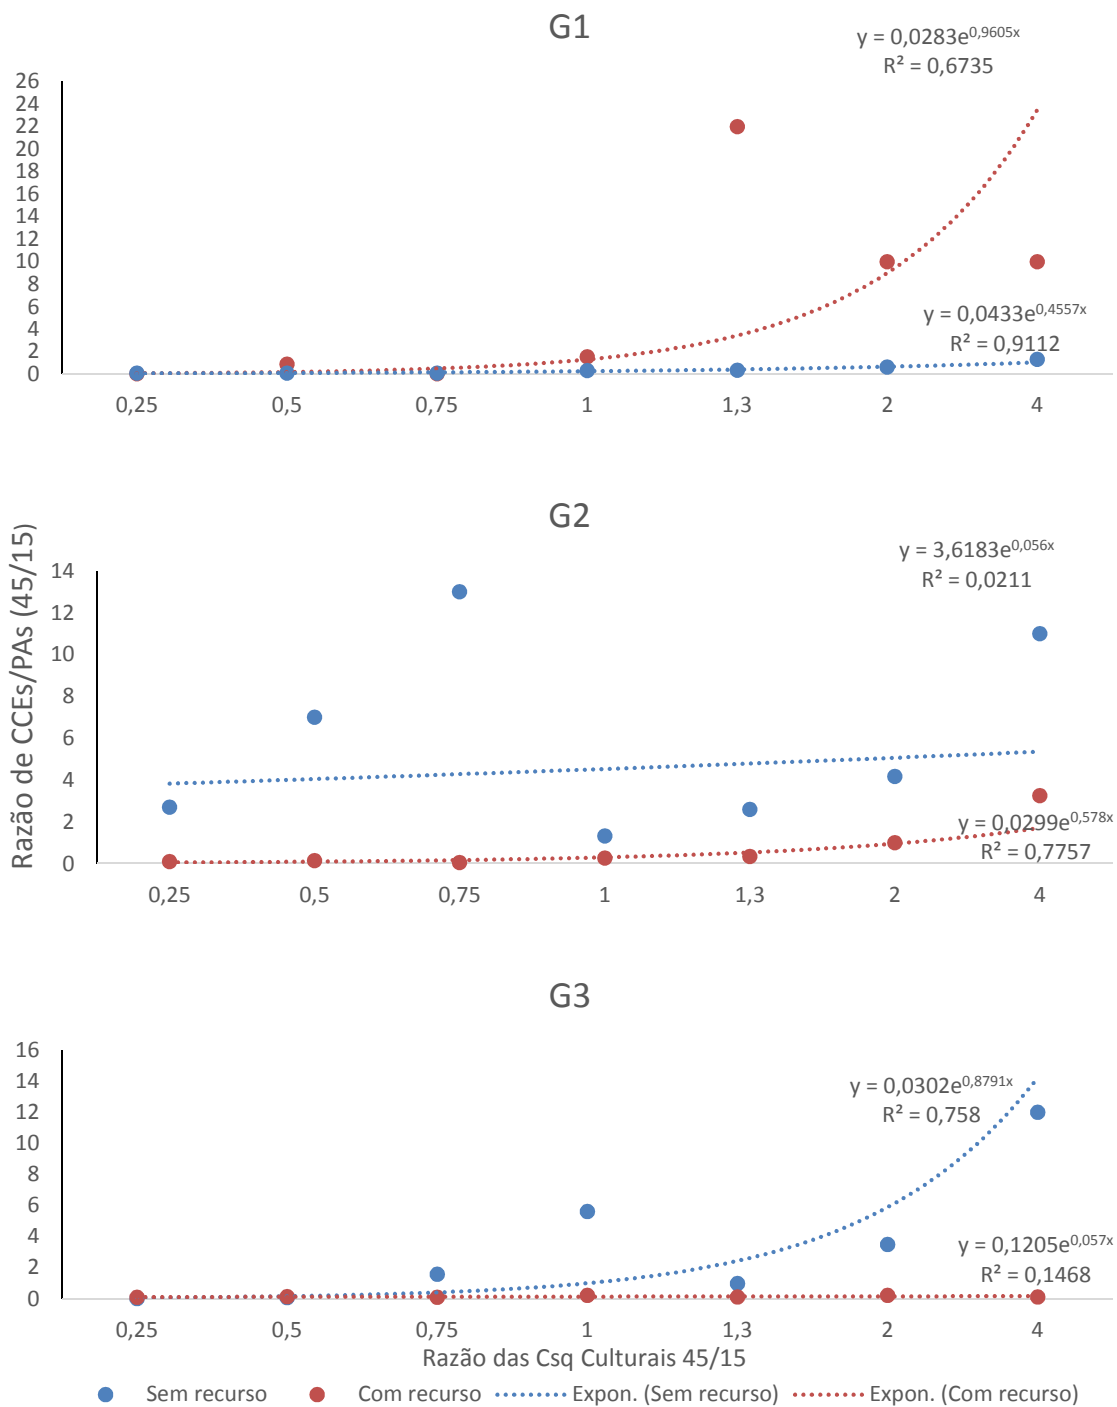 G1
y = 0,0283e^0,9605x
R² = 0,6735
26
24
22
20
18
16
14
12
10
8
6
4
2
0
y = 0,0433e^0,4557x
R² = 0,9112
0,25 0,5 0,75 1 1,3 2 4
Razão de CCEs/PAs (45/15)
G2
y = 3,6183e^0,056x
R² = 0,0211
14
12
10
8
6
4
2
0
y = 0,0299e^0,578x
R² = 0,7757
0,25 0,5 0,75 1 1,3 2 4
G3
16
14
12
10
8
6
4
2
0
y = 0,0302e^0,8791x
R² = 0,758
y = 0,1205e^0,057x
R² = 0,1468
0,25 0,5 0,75 1 1,3 2 4
Razão das Csq Culturais 45/15
Sem recurso Com recurso Expon. (Sem recurso) Expon. (Com recurso)